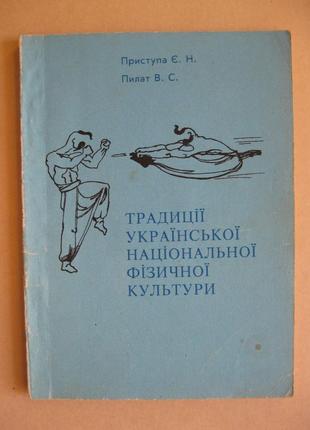 Приступа Є. Н.
Пилат В. С.
ТРАДИЦІЇ
УКРАЇНСЬКОЇ
НАЦІОНАЛЬНОЇ
ФІЗИЧНОЇ
КУЛЬТУРИ